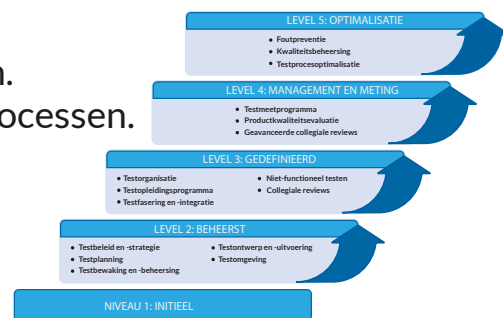 LEVEL 5: OPTIMALISATIE
• Foutpreventie
• Kwaliteitsbeheersing
• Testprocesoptimalisatie
n.
ocessen.
LEVEL 4: MANAGEMENT EN METING
• Testmeetprogramma
• Productkwaliteitsevaluatie
• Geavanceerde collegiale reviews
LEVEL 3: GEDEFINIEERD
• Testorganisatie
• Testopleidingsprogramma
• Testfasering en -integratie
• Niet-functioneel testen
• Collegiale reviews
LEVEL 2: BEHEERST
• Testbeleid en -strategie
• Testplanning
• Testbewaking en -beheersing
• Testontwerp en -uitvoering
• Testomgeving
NIVEAU 1: INITIEEL